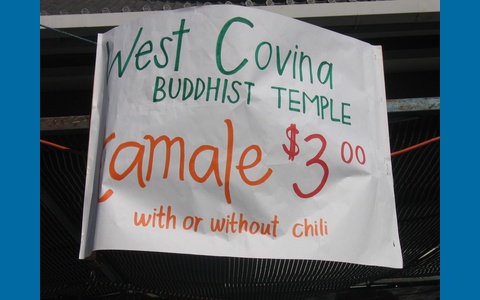 West Covina
BUDDHIST TEMPLE
tamale $3.00
with or without chili